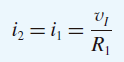 i₂ = i₁ = v_I / R₁